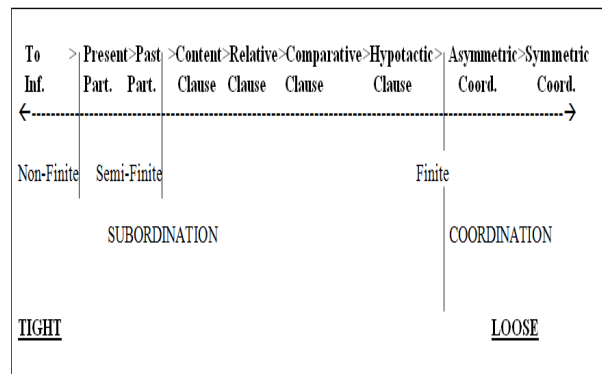 To > Present>Past >Content>Relative>Comparative>Hypotactic> Asymmetric>Symmetric
Inf. Part. Part. Clause Clause Clause Clause Coord. Coord.
Non-Finite Semi-Finite Finite
SUBORDINATION COORDINATION
TIGHT LOOSE